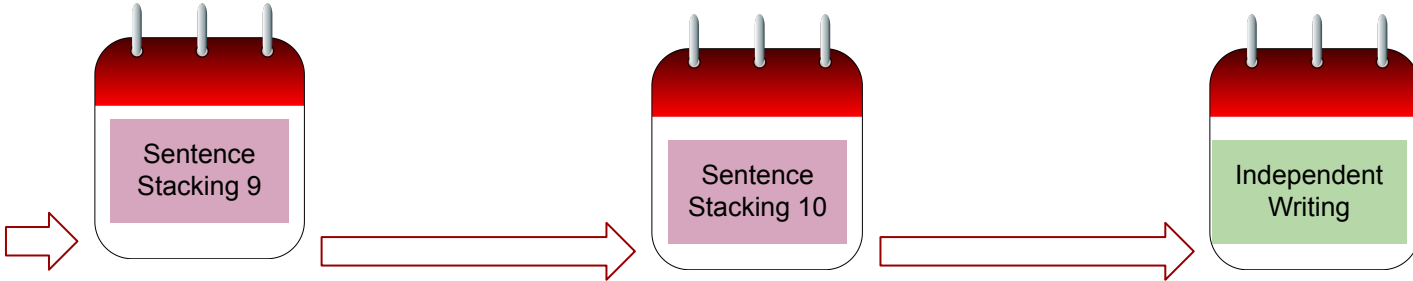 Sentence
Stacking 9
Sentence
Stacking 10
Independent
Writing